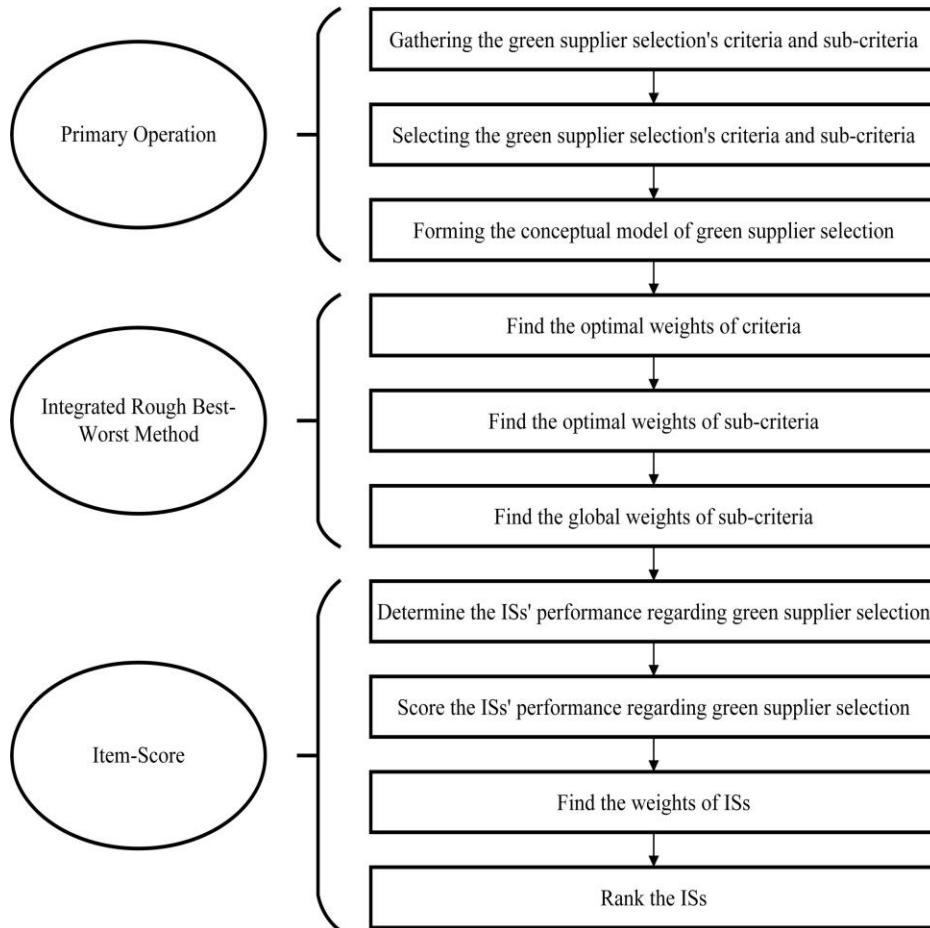 Gathering the green supplier selection's criteria and sub-criteria
Primary Operation
Selecting the green supplier selection's criteria and sub-criteria
Forming the conceptual model of green supplier selection
Find the optimal weights of criteria
Integrated Rough Best-
Worst Method
Find the optimal weights of sub-criteria
Find the global weights of sub-criteria
Determine the ISs' performance regarding green supplier selection
Score the ISs' performance regarding green supplier selection
Item-Score
Find the weights of ISs
Rank the ISs